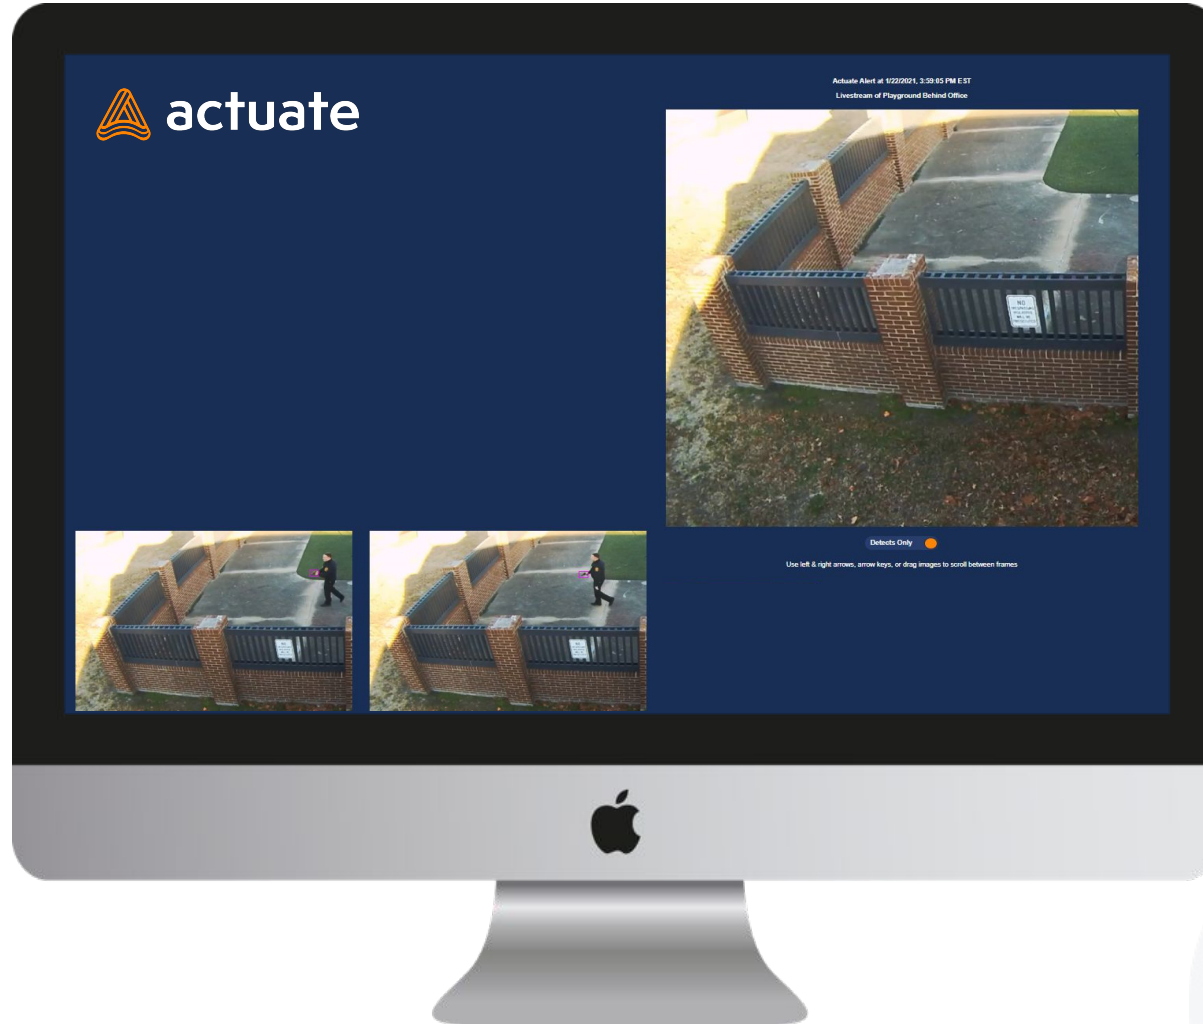 actuate
Actuate Alert at 1/22/2021, 3:59:05 PM EST
Livestream of Playground Behind Office
NO
Detects Only
Use left & right arrows, arrow keys, or drag images to scroll between frames